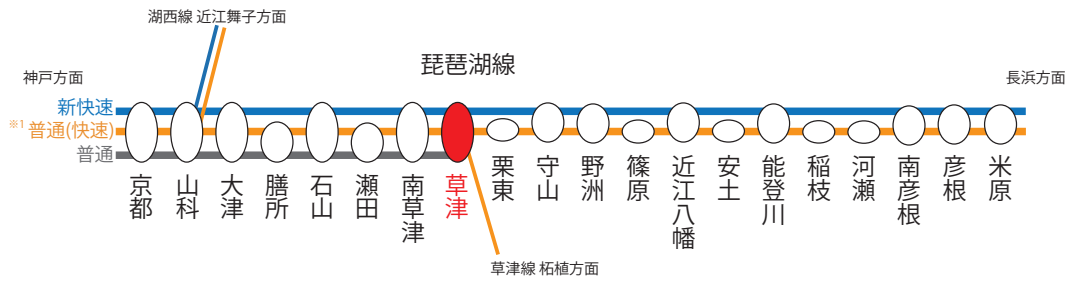 湖西線 近江舞子方面
琵琶湖線
神戸方面
長浜方面
新快速
※1 普通(快速)
普通
京都
山科
大津
膳所
石山
瀬田
南草津
草津
栗東
守山
野洲
篠原
近江八幡
安土
能登川
稲枝
河瀬
南彦根
彦根
米原
草津線 柘植方面